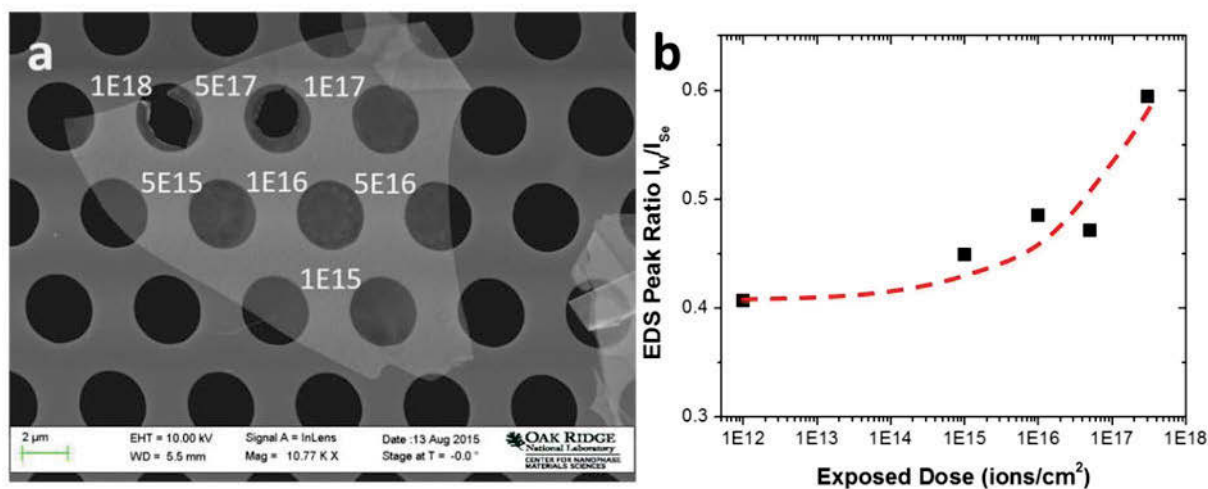 a
1E18 5E17 1E17
5E15 1E16 5E16
1E15
2 µm
EHT = 10.00 kV
WD = 5.5 mm
Signal A = InLens
Mag = 10.77 K X
Date :13 Aug 2015
Stage at T = -0.0 °
OAK RIDGE
National Laboratory
CENTER FOR NANOPHASE
MATERIALS SCIENCES
b
EDS Peak Ratio I_W/I_Se
0.6
0.5
0.4
0.3
1E12 1E13 1E14 1E15 1E16 1E17 1E18
Exposed Dose (ions/cm²)